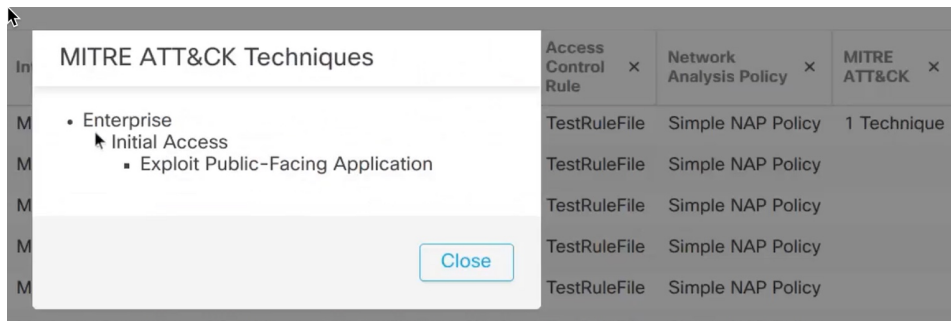 In
MITRE ATT&CK Techniques
Access
Control
Rule
×
Network
Analysis Policy
×
MITRE
ATT&CK
×
• Enterprise
Initial Access
▪ Exploit Public-Facing Application
Close
M
TestRuleFile Simple NAP Policy 1 Technique
M
TestRuleFile Simple NAP Policy
M
TestRuleFile Simple NAP Policy
M
TestRuleFile Simple NAP Policy
M
TestRuleFile Simple NAP Policy